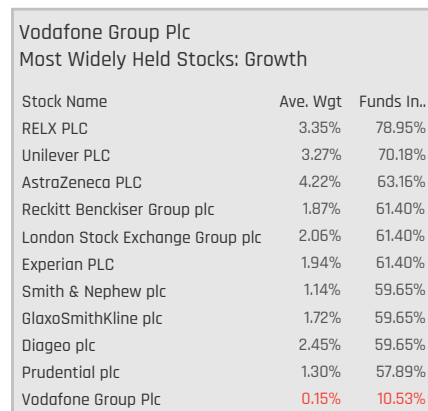 Vodafone Group Plc
Most Widely Held Stocks: Growth
Stock Name Ave. Wgt Funds In..
RELX PLC 3.35% 78.95%
Unilever PLC 3.27% 70.18%
AstraZeneca PLC 4.22% 63.16%
Reckitt Benckiser Group plc 1.87% 61.40%
London Stock Exchange Group plc 2.06% 61.40%
Experian PLC 1.94% 61.40%
Smith & Nephew plc 1.14% 59.65%
GlaxoSmithKline plc 1.72% 59.65%
Diageo plc 2.45% 59.65%
Prudential plc 1.30% 57.89%
Vodafone Group Plc 0.15% 10.53%